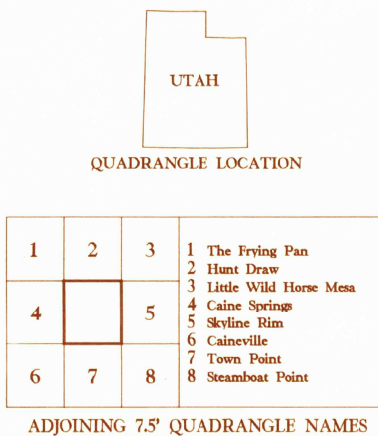 UTAH
QUADRANGLE LOCATION
1 2 3
4 5
6 7 8
1 The Frying Pan
2 Hunt Draw
3 Little Wild Horse Mesa
4 Caine Springs
5 Skyline Rim
6 Caineville
7 Town Point
8 Steamboat Point
ADJOINING 7.5' QUADRANGLE NAMES